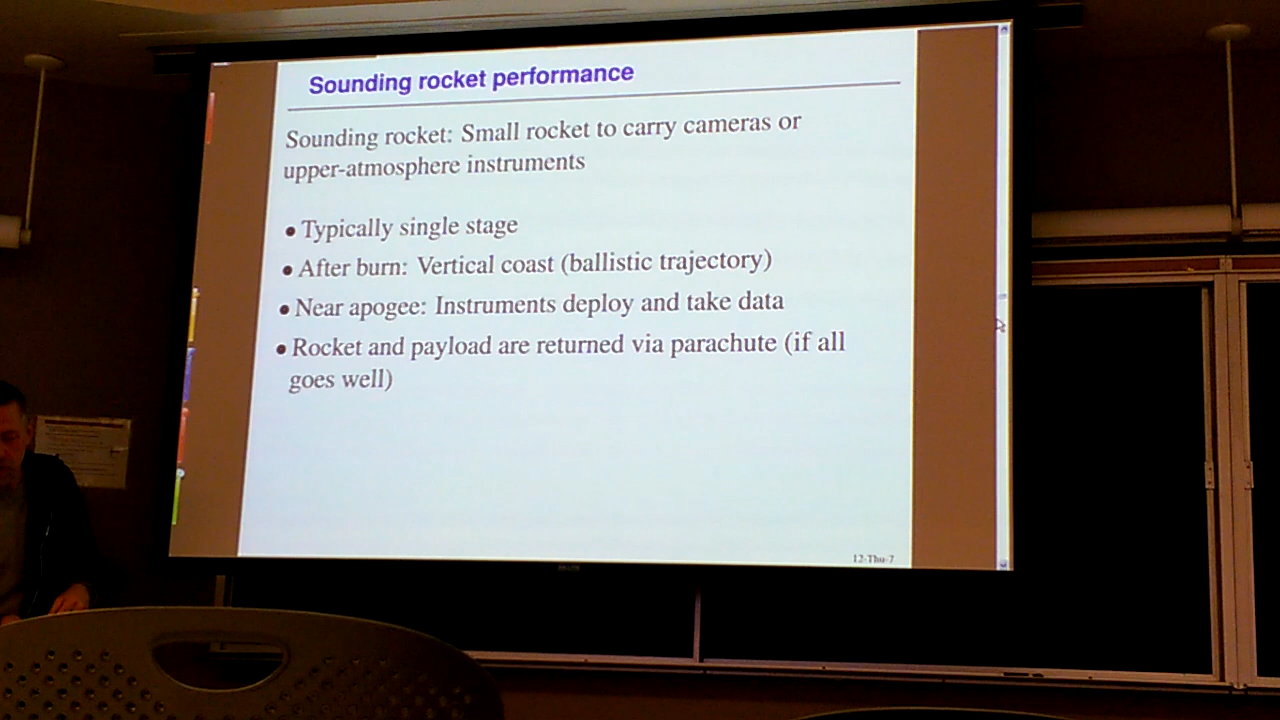 Sounding rocket performance
Sounding rocket: Small rocket to carry cameras or
upper-atmosphere instruments
● Typically single stage
● After burn: Vertical coast (ballistic trajectory)
● Near apogee: Instruments deploy and take data
● Rocket and payload are returned via parachute (if all
goes well)
12-Thu-7